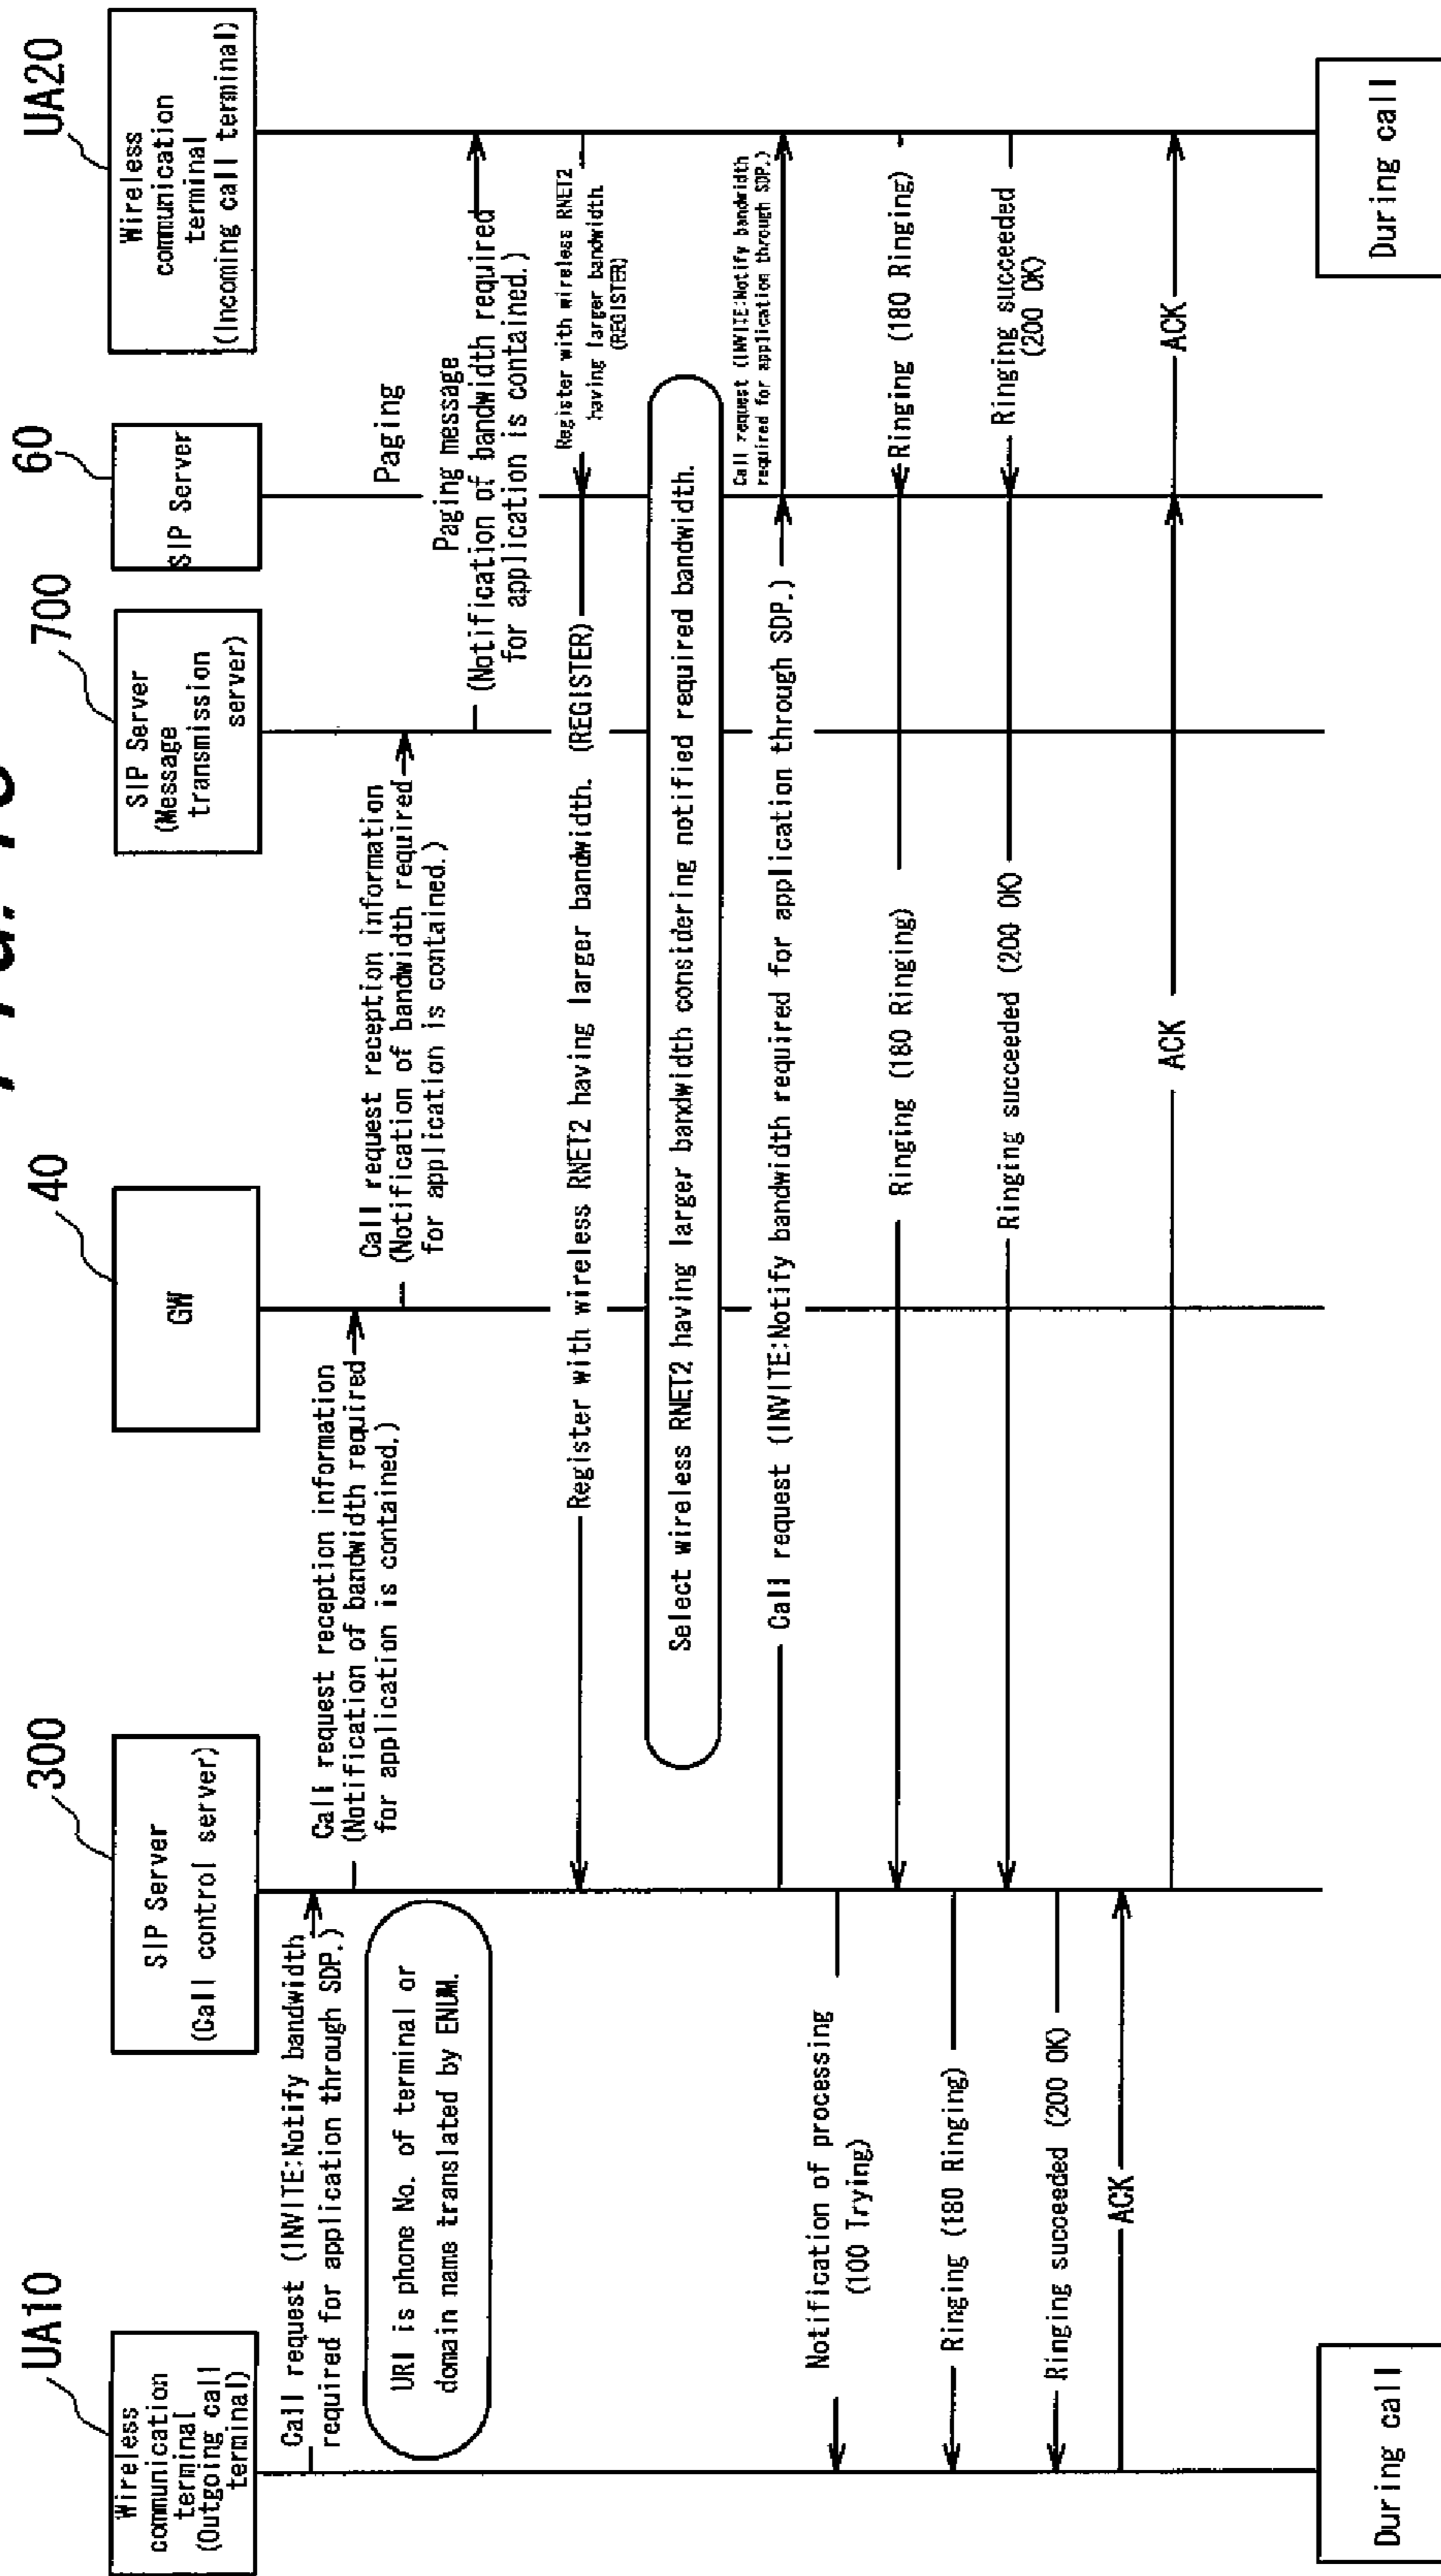 UA10
300
40
700
60
UA20
Wireless
communication
terminal
(Outgoing call
terminal)
SIP Server
(Call control server)
GW
SIP Server
(Message
transmission
server)
SIP Server
Wireless
communication
terminal
(Incoming call terminal)
Call request (INVITE:Notify bandwidth
required for application through SDP.)
URI is phone No. of terminal or
domain name translated by ENUM.
Call request reception information
(Notification of bandwidth required
for application is contained.)
Call request reception information
(Notification of bandwidth required
for application is contained.)
Paging
Paging message
(Notification of bandwidth required
for application is contained.)
Register with wireless RNET2
having larger bandwidth.
(REGISTER)
Register with wireless RNET2 having larger bandwidth. (REGISTER)
Select wireless RNET2 having larger bandwidth considering notified required bandwidth.
Call request (INVITE:Notify bandwidth required for application through SDP.)
Call request (INVITE:Notify bandwidth
required for application through SDP.)
Notification of processing
(100 Trying)
Ringing (180 Ringing)
Ringing (180 Ringing)
Ringing (180 Ringing)
Ringing succeeded
(200 OK)
Ringing succeeded (200 OK)
Ringing succeeded (200 OK)
ACK
ACK
ACK
During call
During call